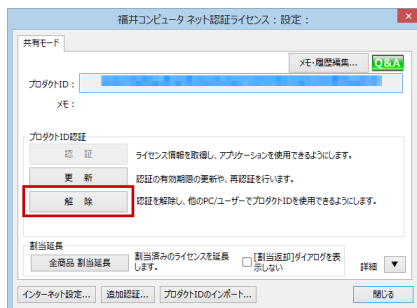 福井コンピュータ ネット認証ライセンス：設定：
共有モード
メモ・履歴編集... Q&A
プロダクトID：
メモ：
プロダクトID認証
認 証 ライセンス情報を取得し、アプリケーションを使用できるようにします。
更 新 認証の有効期限の更新や、再認証を行います。
解 除 認証を解除し、他のPC/ユーザーでプロダクトIDを使用できるようにします。
割当延長
全商品 割当延長 割当済みのライセンスを延長 [割当返却]ダイアログを表 詳細 ▼
します。 示しない
インターネット設定... 追加認証... プロダクトIDのインポート... 閉じる